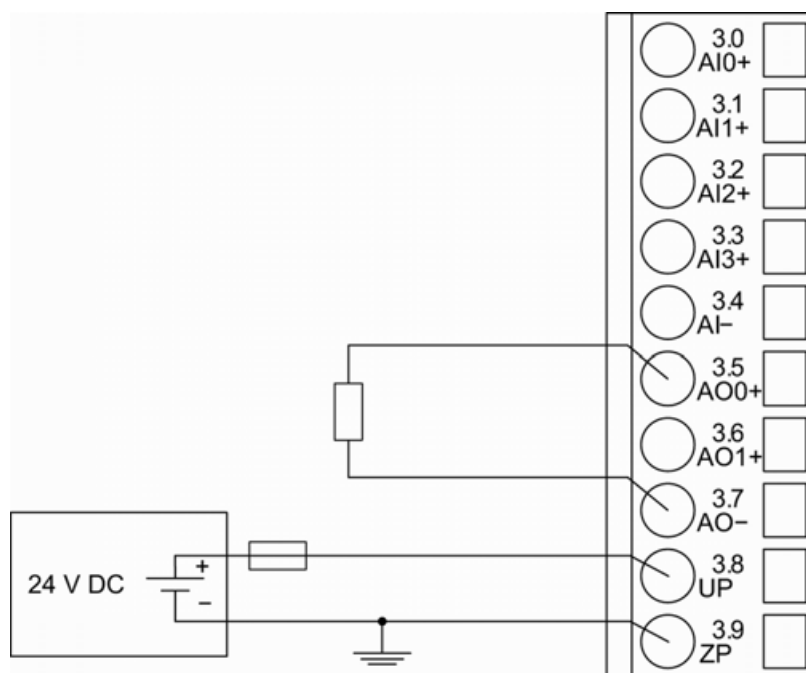 3.0
AI0+
3.1
AI1+
3.2
AI2+
3.3
AI3+
3.4
AI–
3.5
AO0+
3.6
AO1+
3.7
AO–
24 V DC
+
–
3.8
UP
3.9
ZP